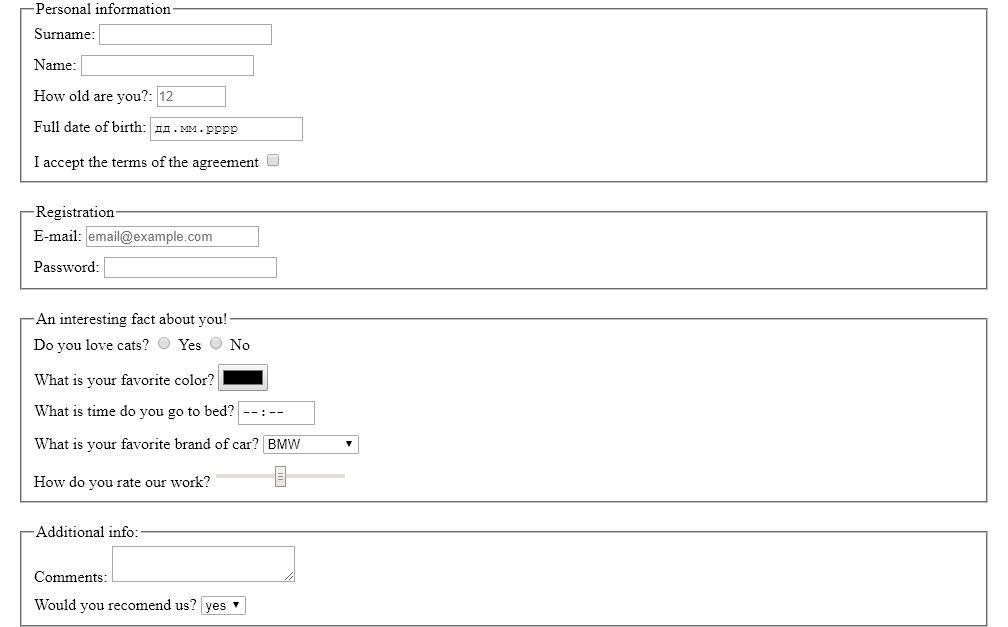 Personal information
Surname:
Name:
How old are you?: 12
Full date of birth: дд.мм.рррр
I accept the terms of the agreement
Registration
E-mail: email@example.com
Password:
An interesting fact about you!
Do you love cats? Yes No
What is your favorite color?
What is time do you go to bed? --:--
What is your favorite brand of car? BMW
How do you rate our work?
Additional info:
Comments:
Would you recomend us? yes